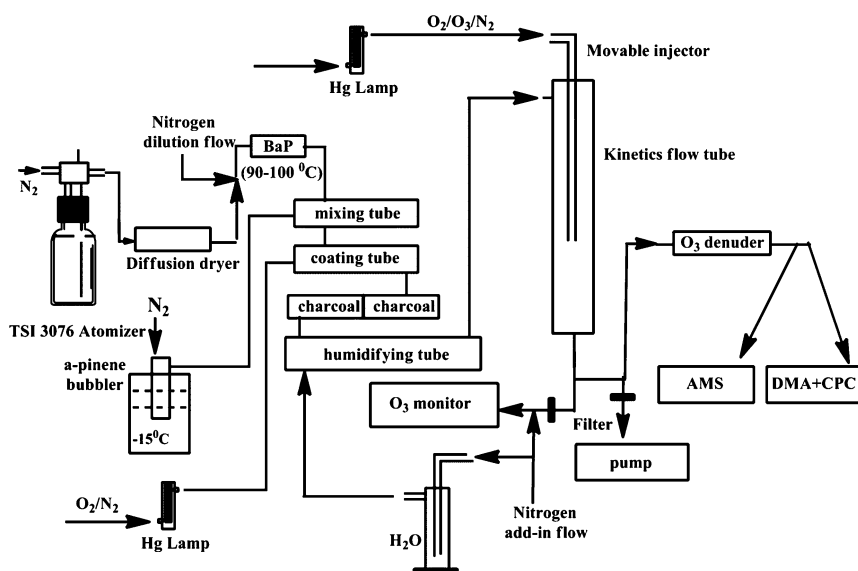 O2/O3/N2
Movable injector
Hg Lamp
Nitrogen
dilution flow
BaP
(90-100 ⁰C)
Kinetics flow tube
N2
mixing tube
O3 denuder
Diffusion dryer
coating tube
N2
charcoal
charcoal
TSI 3076 Atomizer
a-pinene
bubbler
humidifying tube
AMS
DMA+CPC
O3 monitor
Filter
-15⁰C
pump
O2/N2
Nitrogen
add-in flow
H2O
Hg Lamp